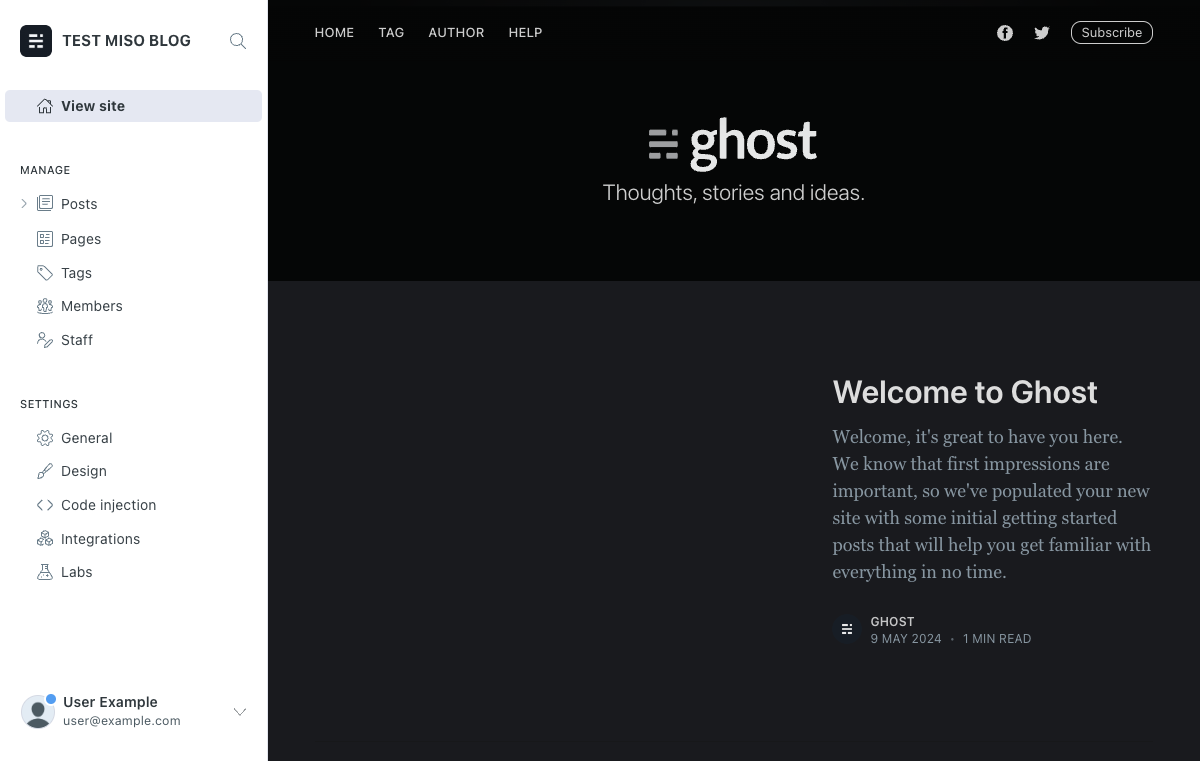 TEST MISO BLOG
View site
MANAGE
Posts
Pages
Tags
Members
Staff
SETTINGS
General
Design
Code injection
Integrations
Labs
User Example
user@example.com
HOME TAG AUTHOR HELP
Subscribe
ghost
Thoughts, stories and ideas.
Welcome to Ghost
Welcome, it's great to have you here.
We know that first impressions are
important, so we've populated your new
site with some initial getting started
posts that will help you get familiar with
everything in no time.
GHOST
9 MAY 2024 • 1 MIN READ